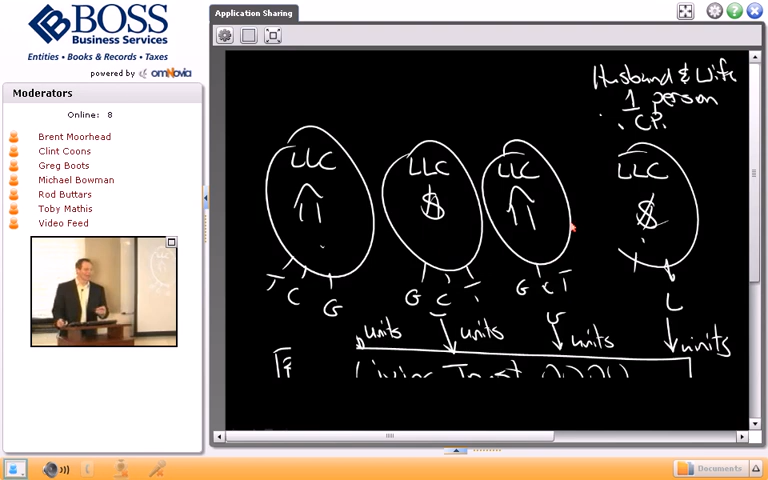 BOSS
Business Services
Entities • Books & Records • Taxes
powered by omNovia
Moderators
Online: 8
Brent Moorhead
Clint Coons
Greg Boots
Michael Bowman
Rod Buttars
Toby Mathis
Video Feed
Application Sharing
Husband & Wife
1 person
C.P.
LLC
LLC
LLC
LLC
$
$
T C G
G C T
G C T
L
units
units
units
units
Living Trust
Documents